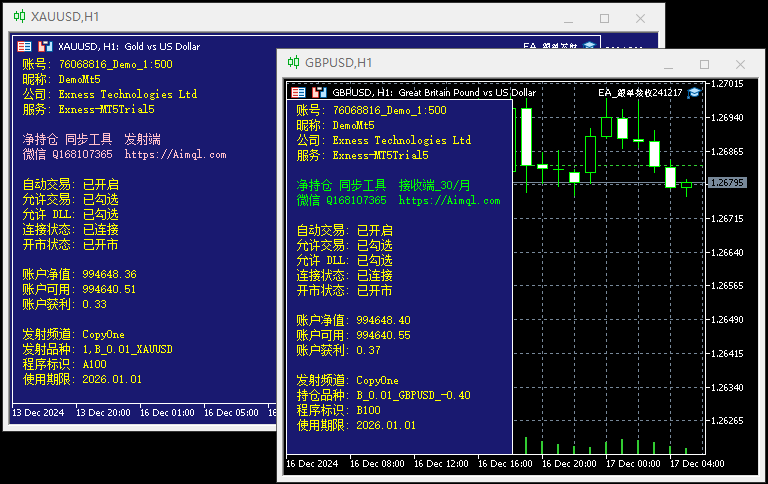 XAUUSD,H1
XAUUSD, H1: Gold vs US Dollar
账号: 76068816_Demo_1:500
昵称: DemoMt5
公司: Exness Technologies Ltd
服务: Exness-MT5Trial5
净持仓 同步工具 发射端
微信 Q168107365 https://Aimql.com
自动交易: 已开启
允许交易: 已勾选
允许 DLL: 已勾选
连接状态: 已连接
开市状态: 已开市
账户净值: 994648.36
账户可用: 994640.51
账户获利: 0.33
发射频道: CopyOne
发射品种: 1,B_0.01_XAUUSD
程序标识: A100
使用期限: 2026.01.01
13 Dec 2024
13 Dec 20:00
16 Dec 01:00
16 Dec 05:00
GBPUSD,H1
GBPUSD, H1: Great Britain Pound vs US Dollar
EA_跟单接收241217
账号: 76068816_Demo_1:500
昵称: DemoMt5
公司: Exness Technologies Ltd
服务: Exness-MT5Trial5
净持仓 同步工具 接收端_30/月
微信 Q168107365 https://Aimql.com
自动交易: 已开启
允许交易: 已勾选
允许 DLL: 已勾选
连接状态: 已连接
开市状态: 已开市
账户净值: 994648.40
账户可用: 994640.55
账户获利: 0.37
发射频道: CopyOne
持仓品种: B_0.01_GBPUSD_-0.40
程序标识: B100
使用期限: 2026.01.01
1.27015
1.26940
1.26865
1.26795
1.26715
1.26640
1.26565
1.26490
1.26415
1.26340
1.26265
16 Dec 2024
16 Dec 08:00
16 Dec 12:00
16 Dec 16:00
16 Dec 20:00
17 Dec 00:00
17 Dec 04:00